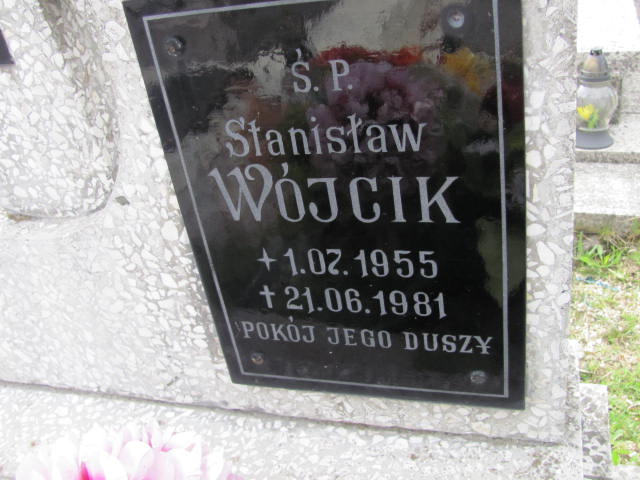 Ś. P.
Stanisław
WÓJCIK
+ 1.07.1955
† 21.06.1981
POKÓJ JEGO DUSZY